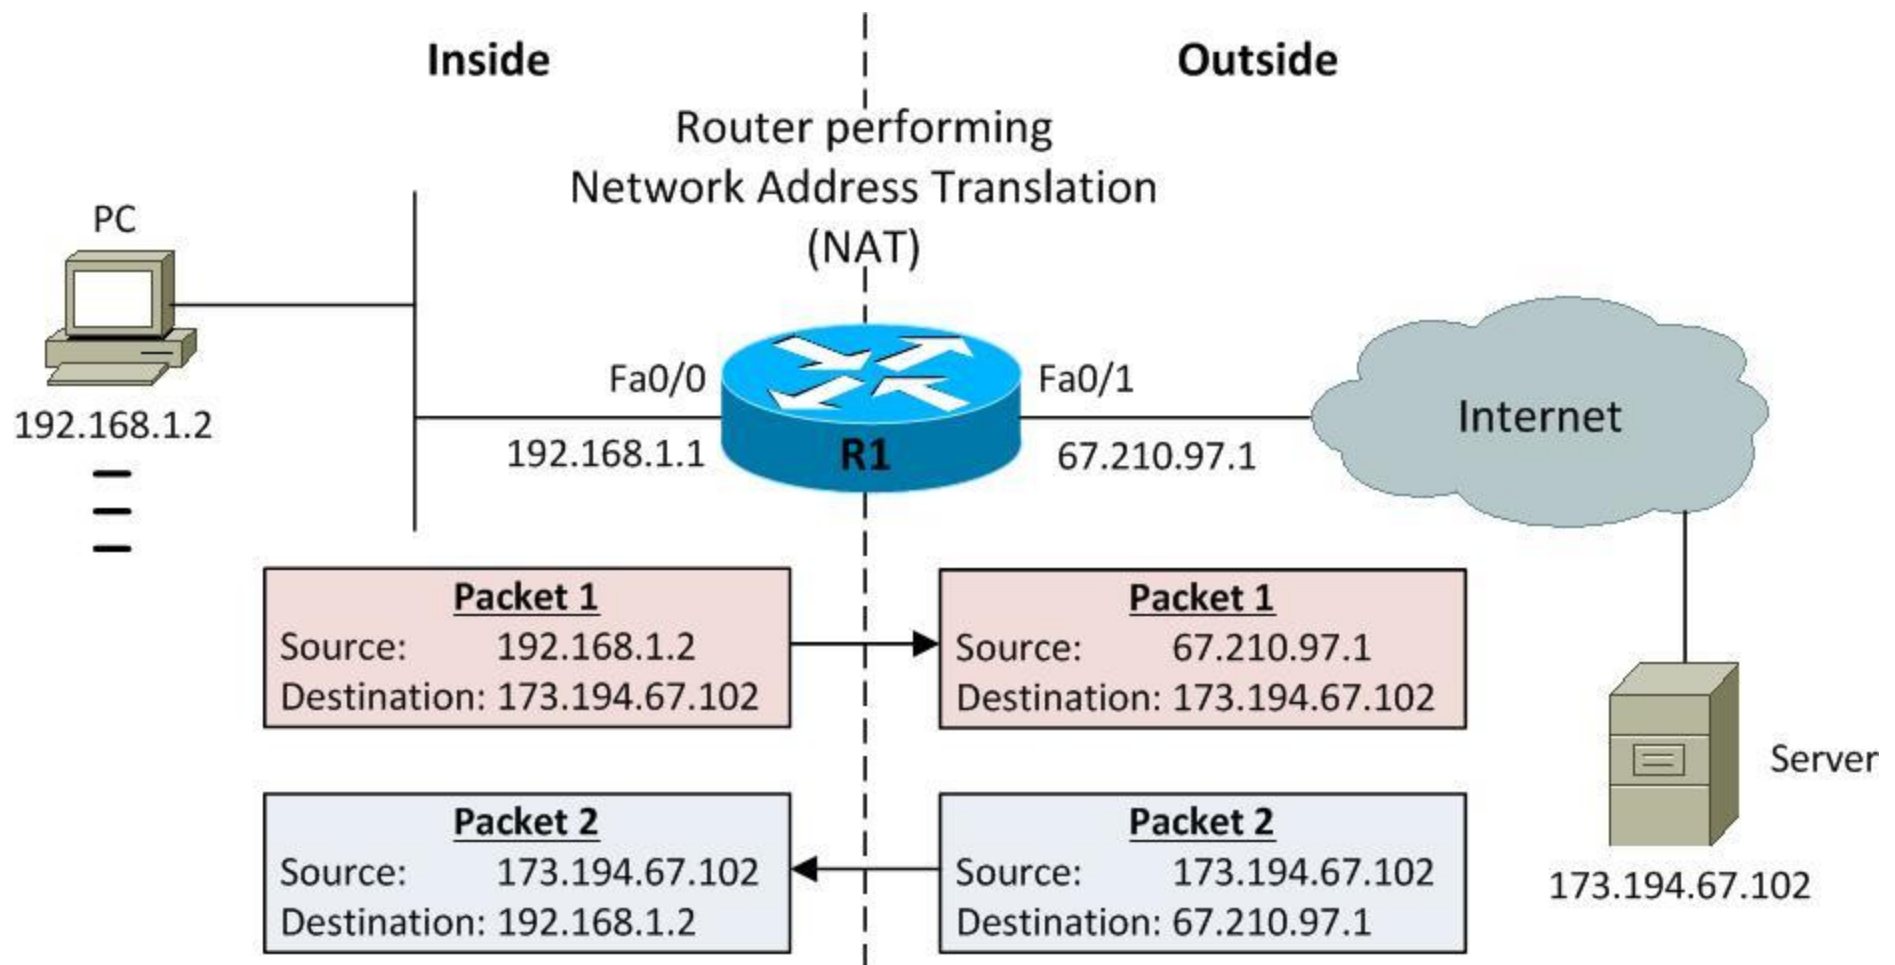 Inside
Outside
Router performing
Network Address Translation
(NAT)
PC
192.168.1.2
Fa0/0
192.168.1.1
R1
Fa0/1
67.210.97.1
Internet
Packet 1
Source: 192.168.1.2
Destination: 173.194.67.102
Packet 1
Source: 67.210.97.1
Destination: 173.194.67.102
Packet 2
Source: 173.194.67.102
Destination: 192.168.1.2
Packet 2
Source: 173.194.67.102
Destination: 67.210.97.1
Server
173.194.67.102